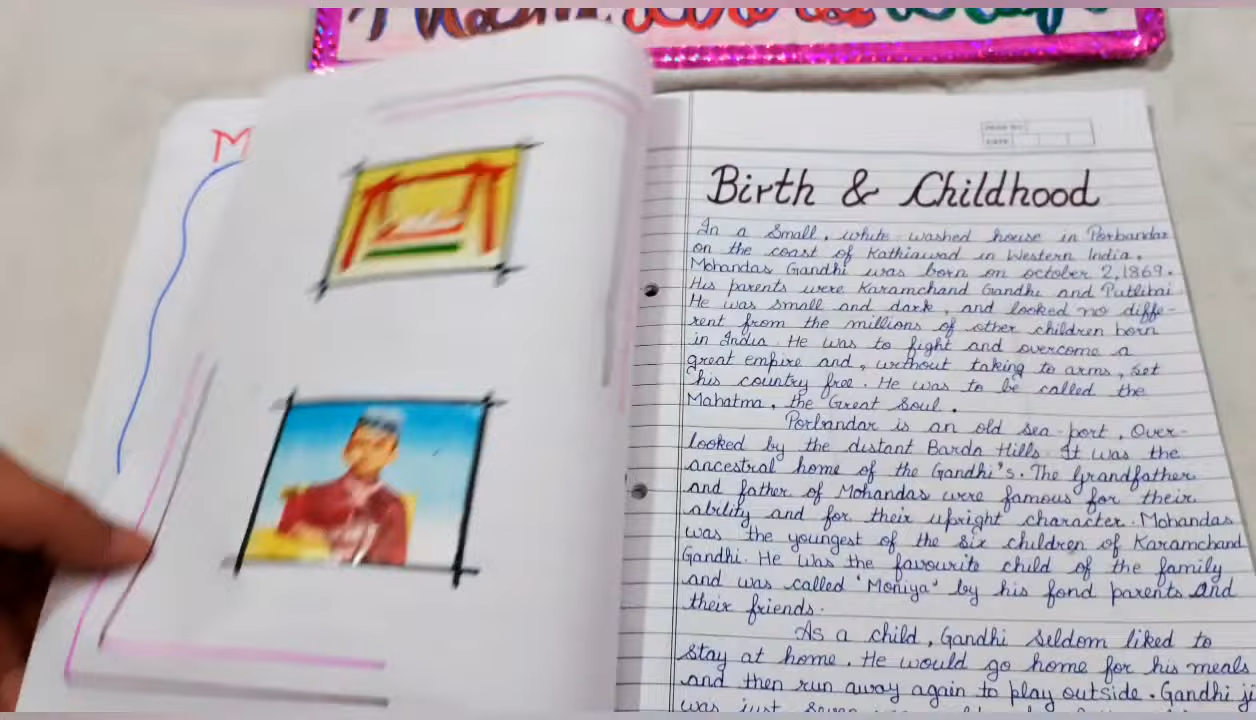 M
PAGE NO.
DATE
Birth & Childhood
In a small, white washed house in Porbandar
on the coast of Kathiawad in Western India.
Mohandas Gandhi was born on october 2, 1869.
His parents were Karamchand Gandhi and Putlibai
He was small and dark, and looked no diffe-
rent from the millions of other children born
in India. He was to fight and overcome a
great empire and, without taking to arms, set
his country free. He was to be called the
Mahatma, the Great Soul.
Porbandar is an old sea-port, Over-
looked by the distant Barda Hills. It was the
ancestral home of the Gandhi's. The Grandfather
and father of Mohandas were famous for their
ability and for their upright character. Mohandas
was the youngest of the six children of Karamchand
Gandhi. He was the favourite child of the family
and was called 'Moniya' by his fond parents and
their friends.
As a child, Gandhi seldom liked to
stay at home. He would go home for his meals
and then run away again to play outside. Gandhi ji
was just seven